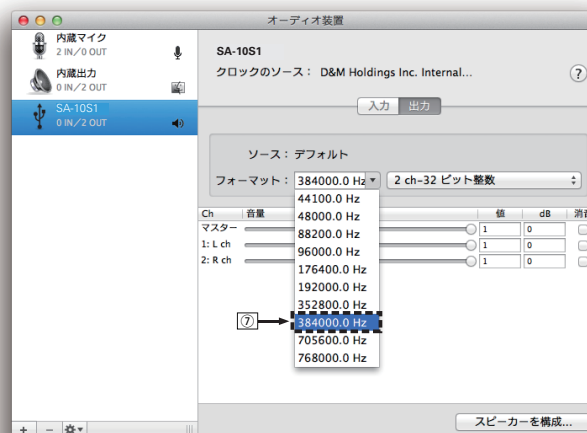 オーディオ装置
内蔵マイク
2 IN／0 OUT
内蔵出力
0 IN／2 OUT
SA-10S1
0 IN／2 OUT
SA-10S1
クロックのソース： D&M Holdings Inc. Internal...
?
入力 出力
ソース： デフォルト
フォーマット： 384000.0 Hz 2 ch-32 ビット整数
44100.0 Hz
48000.0 Hz
88200.0 Hz
96000.0 Hz
176400.0 Hz
192000.0 Hz
352800.0 Hz
⑦ 384000.0 Hz
705600.0 Hz
768000.0 Hz
Ch 音量 値 dB 消音
マスター 1 0
1: L ch 1 0
2: R ch 1 0
+ −
スピーカーを構成...